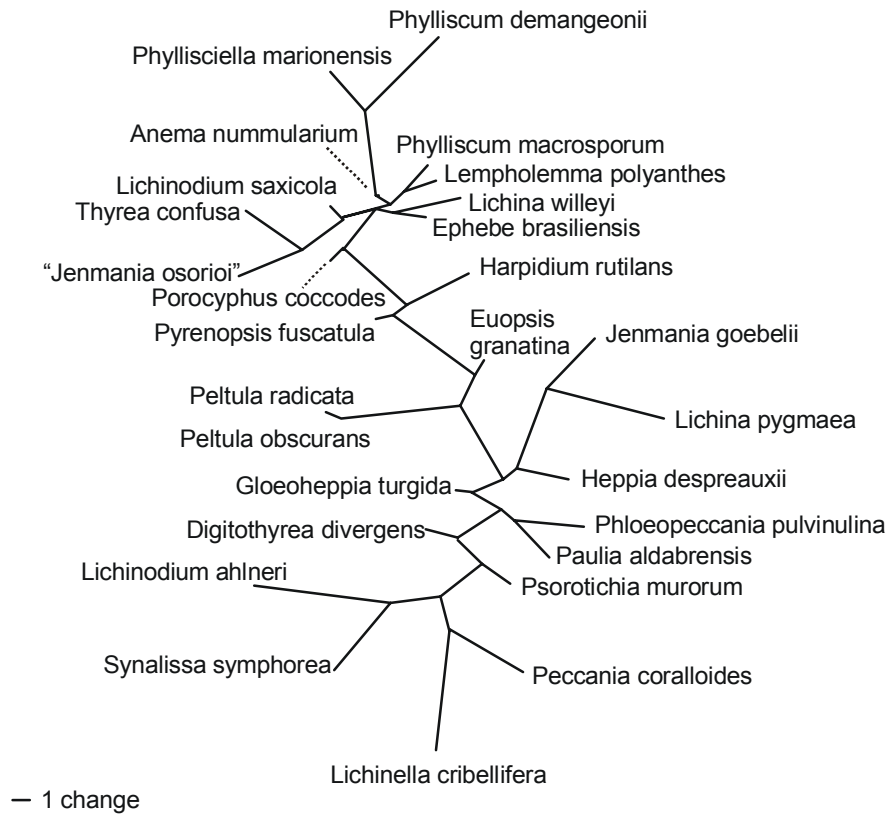 Phylliscum demangeonii
Phyllisciella marionensis
Anema nummularium
Phylliscum macrosporum
Lempholemma polyanthes
Lichinodium saxicola
Lichina willeyi
Thyrea confusa
Ephebe brasiliensis
“Jenmania osorioi”
Harpidium rutilans
Porocyphus coccodes
Pyrenopsis fuscatula
Euopsis
granatina
Jenmania goebelii
Peltula radicata
Lichina pygmaea
Peltula obscurans
Heppia despreauxii
Gloeoheppia turgida
Phloeopeccania pulvinulina
Digitothyrea divergens
Paulia aldabrensis
Lichinodium ahlneri
Psorotichia murorum
Synalissa symphorea
Peccania coralloides
Lichinella cribellifera
1 change